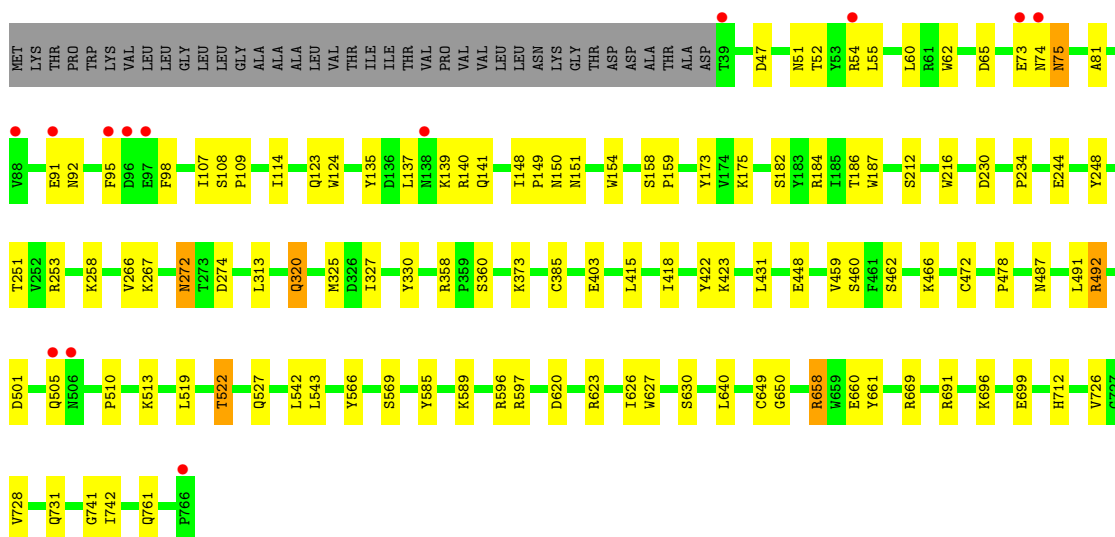 MET LYS THR PRO TRP LYS VAL LEU LEU GLY LEU LEU GLY ALA ALA ALA LEU VAL THR ILE ILE THR VAL PRO VAL VAL LEU LEU ASN LYS GLY THR ASP ASP ALA THR ALA ASP T39 D47 N51 T52 Y53 R54 L55 L60 R61 W62 D65 E73 N74 N75 A81
V88 E91 N92 F95 D96 E97 F98 I107 S108 P109 I114 Q123 W124 Y135 D136 L137 N138 K139 R140 Q141 I148 P149 N150 N151 W154 S158 P159 Y173 V174 K175 S182 Y183 R184 I185 T186 W187 S212 W216 D230 P234 E244 Y248
T251 V252 R253 K258 V266 K267 N272 T273 D274 L313 Q320 M325 D326 I327 Y330 R358 P359 S360 K373 C385 E403 L415 I418 Y422 K423 L431 E448 V459 S460 F461 S462 K466 C472 P478 N487 L491 R492
D501 Q505 N506 P510 K513 L519 T522 Q527 L542 L543 Y566 S569 Y585 K589 R596 R597 D620 R623 I626 W627 S630 L640 C649 G650 R658 W659 E660 Y661 R669 R691 K696 E699 H712 V726 G727
V728 Q731 G741 I742 Q761 P766